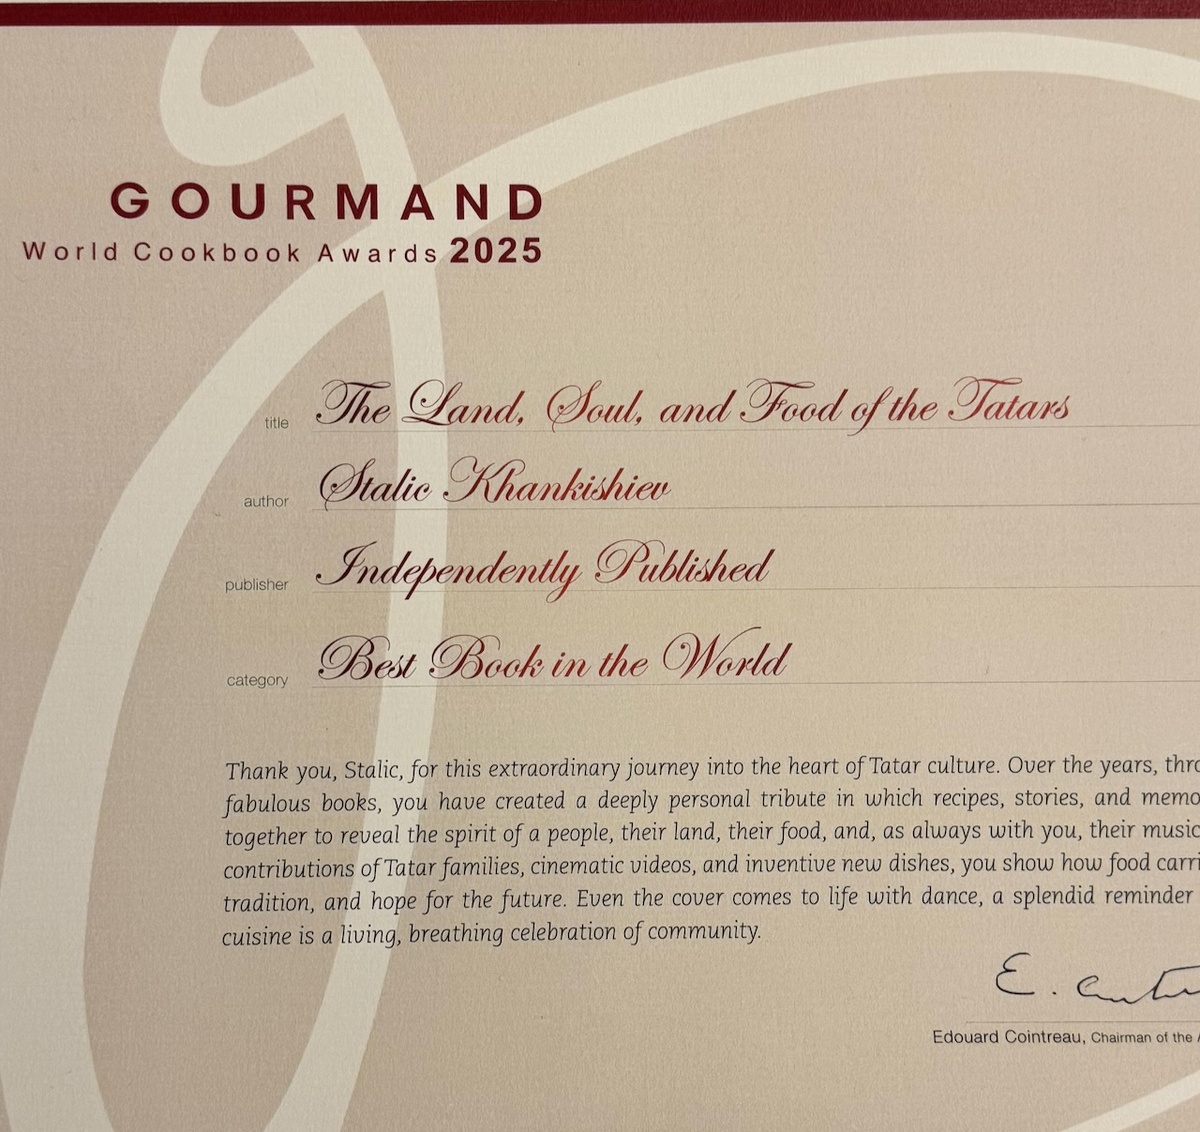 GOURMAND
World Cookbook Awards 2025
title The Land, Soul, and Food of the Tatars
author Stalic Khankishiev
publisher Independently Published
category Best Book in the World
Thank you, Stalic, for this extraordinary journey into the heart of Tatar culture. Over the years,
fabulous books, you have created a deeply personal tribute in which recipes, stories, and
together to reveal the spirit of a people, their land, their food, and, as always with you, their music
contributions of Tatar families, cinematic videos, and inventive new dishes, you show how food
tradition, and hope for the future. Even the cover comes to life with dance, a splendid reminder
cuisine is a living, breathing celebration of community.
Edouard Cointreau, Chairman of the